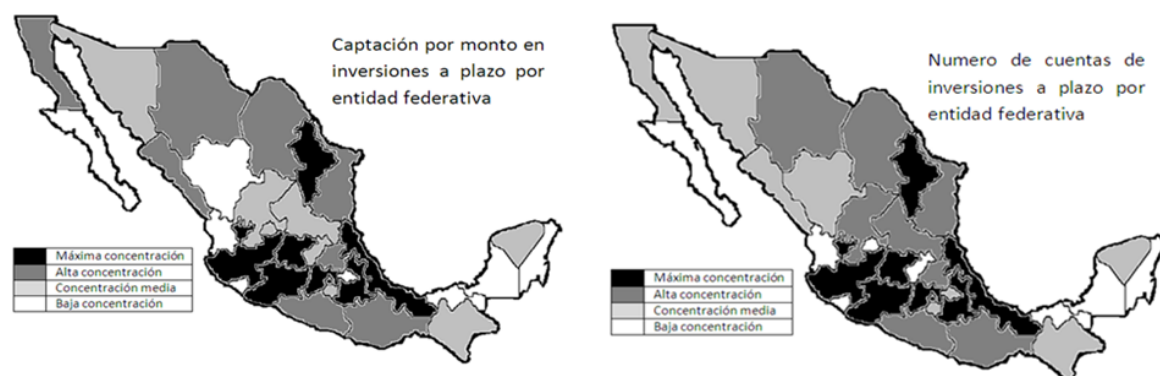 Captación por monto en
inversiones a plazo por
entidad federativa
Máxima concentración
Alta concentración
Concentración media
Baja concentración
Numero de cuentas de
inversiones a plazo por
entidad federativa
Máxima concentración
Alta concentración
Concentración media
Baja concentración